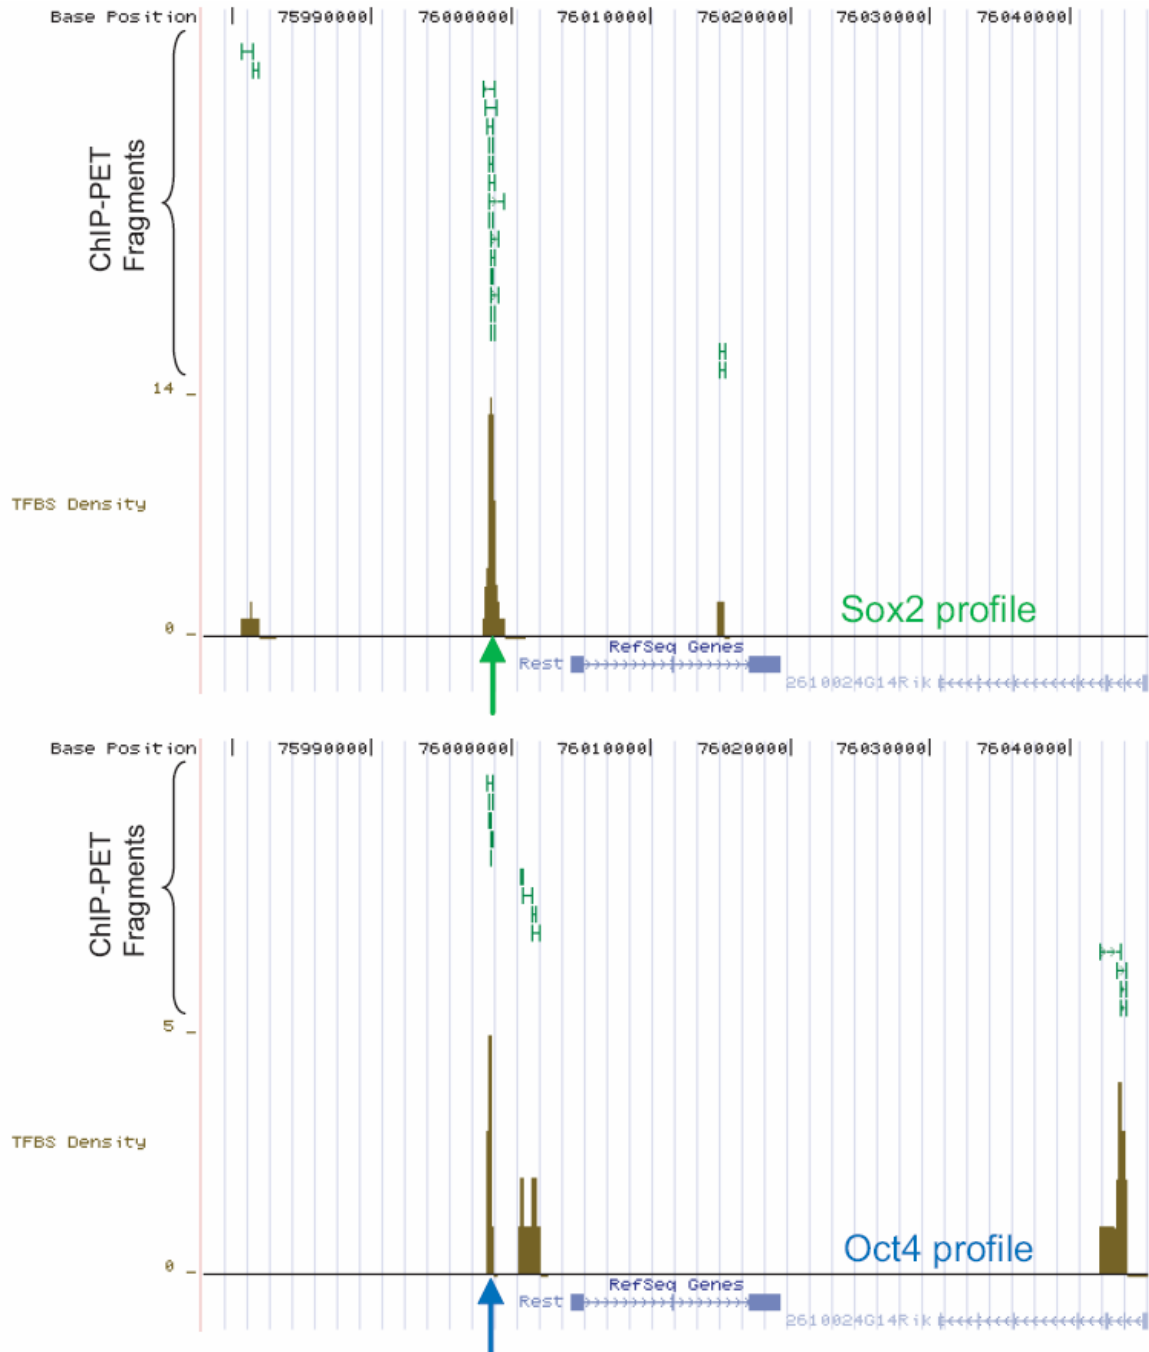 Base Position 75990000 76000000 76010000 76020000 76030000 76040000
ChIP-PET
Fragments
14
TFBS Density
Sox2 profile
0
RefSeq Genes
Rest
2610024G14Rik
Base Position 75990000 76000000 76010000 76020000 76030000 76040000
ChIP-PET
Fragments
5
TFBS Density
Oct4 profile
0
RefSeq Genes
Rest
2610024G14Rik